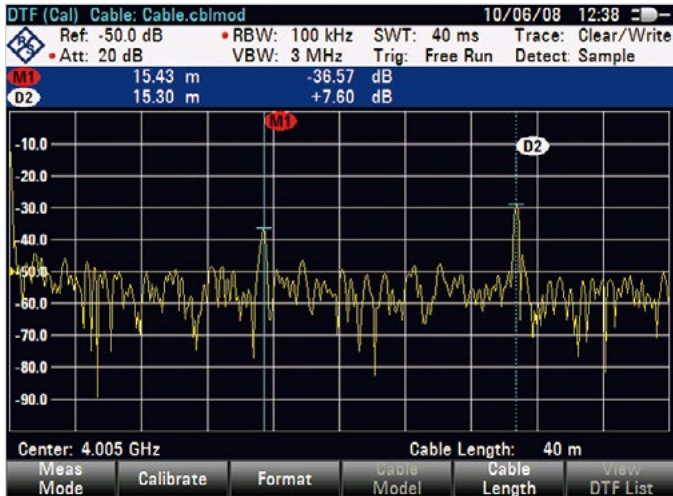 DTF (Cal) Cable: Cable.cblmod 10/06/08 12:38
Ref: -50.0 dB • RBW: 100 kHz SWT: 40 ms Trace: Clear/Write
• Att: 20 dB VBW: 3 MHz Trig: Free Run Detect: Sample
M1 15.43 m -36.57 dB
D2 15.30 m +7.60 dB
M1
D2
-10.0
-20.0
-30.0
-40.0
-50.0
-60.0
-70.0
-80.0
-90.0
Center: 4.005 GHz Cable Length: 40 m
Meas Mode Calibrate Format Cable Model Cable Length View DTF List